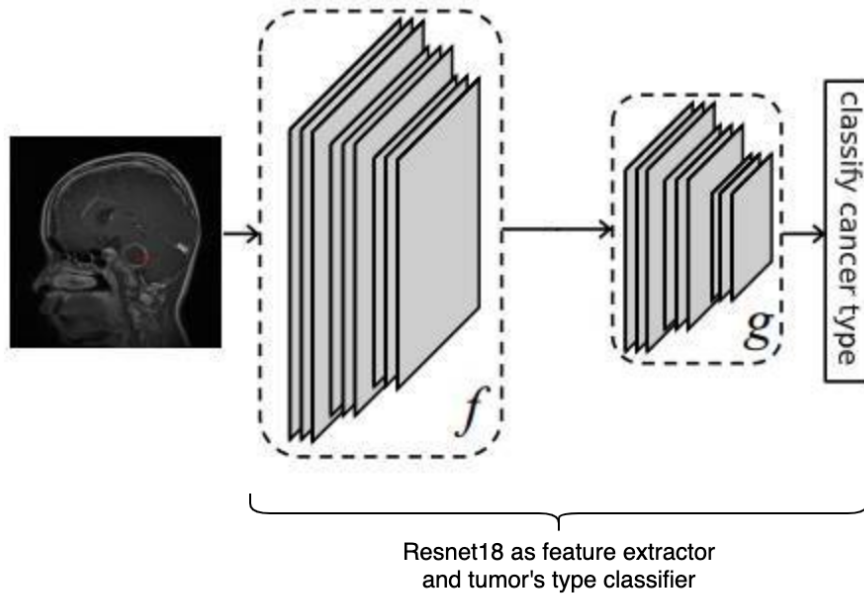 f
g
classify cancer type
Resnet18 as feature extractor
and tumor's type classifier